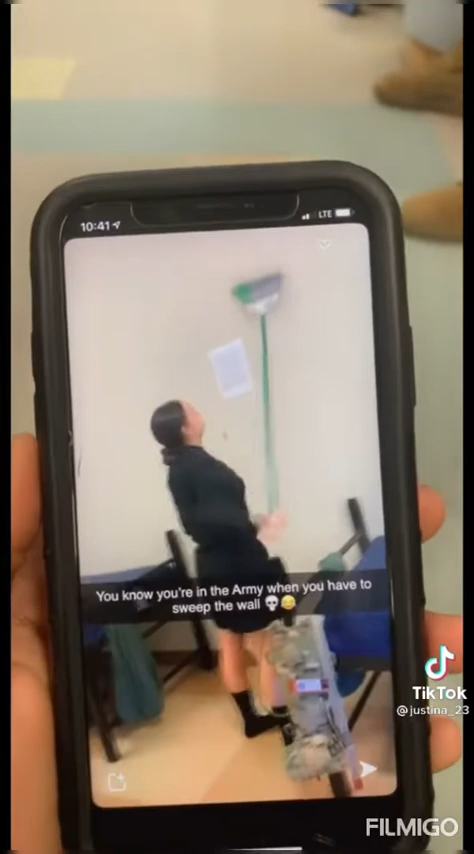 10:41
LTE
You know you're in the Army when you have to
sweep the wall 💀😂
TikTok
@justina_23
FILMIGO